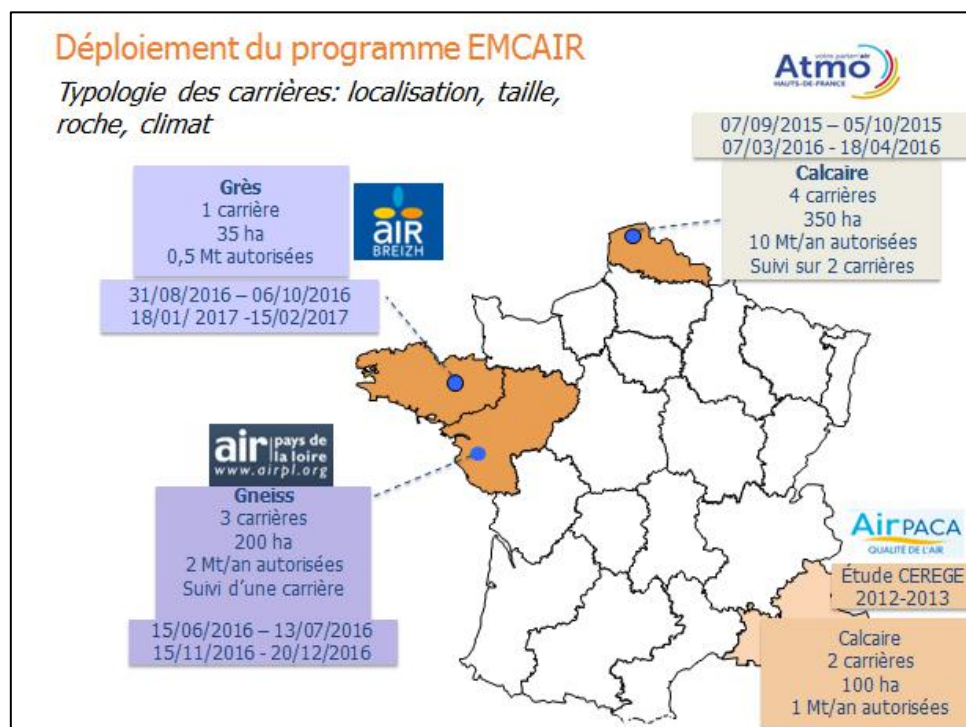 Déploiement du programme EMCAIR
Typologie des carrières: localisation, taille,
roche, climat
votre parten'air
Atmo
HAUTS-DE-FRANCE
07/09/2015 – 05/10/2015
07/03/2016 - 18/04/2016
Calcaire
4 carrières
350 ha
10 Mt/an autorisées
Suivi sur 2 carrières
Grès
1 carrière
35 ha
0,5 Mt autorisées
aiR
BREIZH
31/08/2016 – 06/10/2016
18/01/ 2017 -15/02/2017
air pays de
la loire
www.airpl.org
Gneiss
3 carrières
200 ha
2 Mt/an autorisées
Suivi d'une carrière
15/06/2016 – 13/07/2016
15/11/2016 - 20/12/2016
AirPACA
QUALITÉ DE L'AIR
Étude CEREGE
2012-2013
Calcaire
2 carrières
100 ha
1 Mt/an autorisées